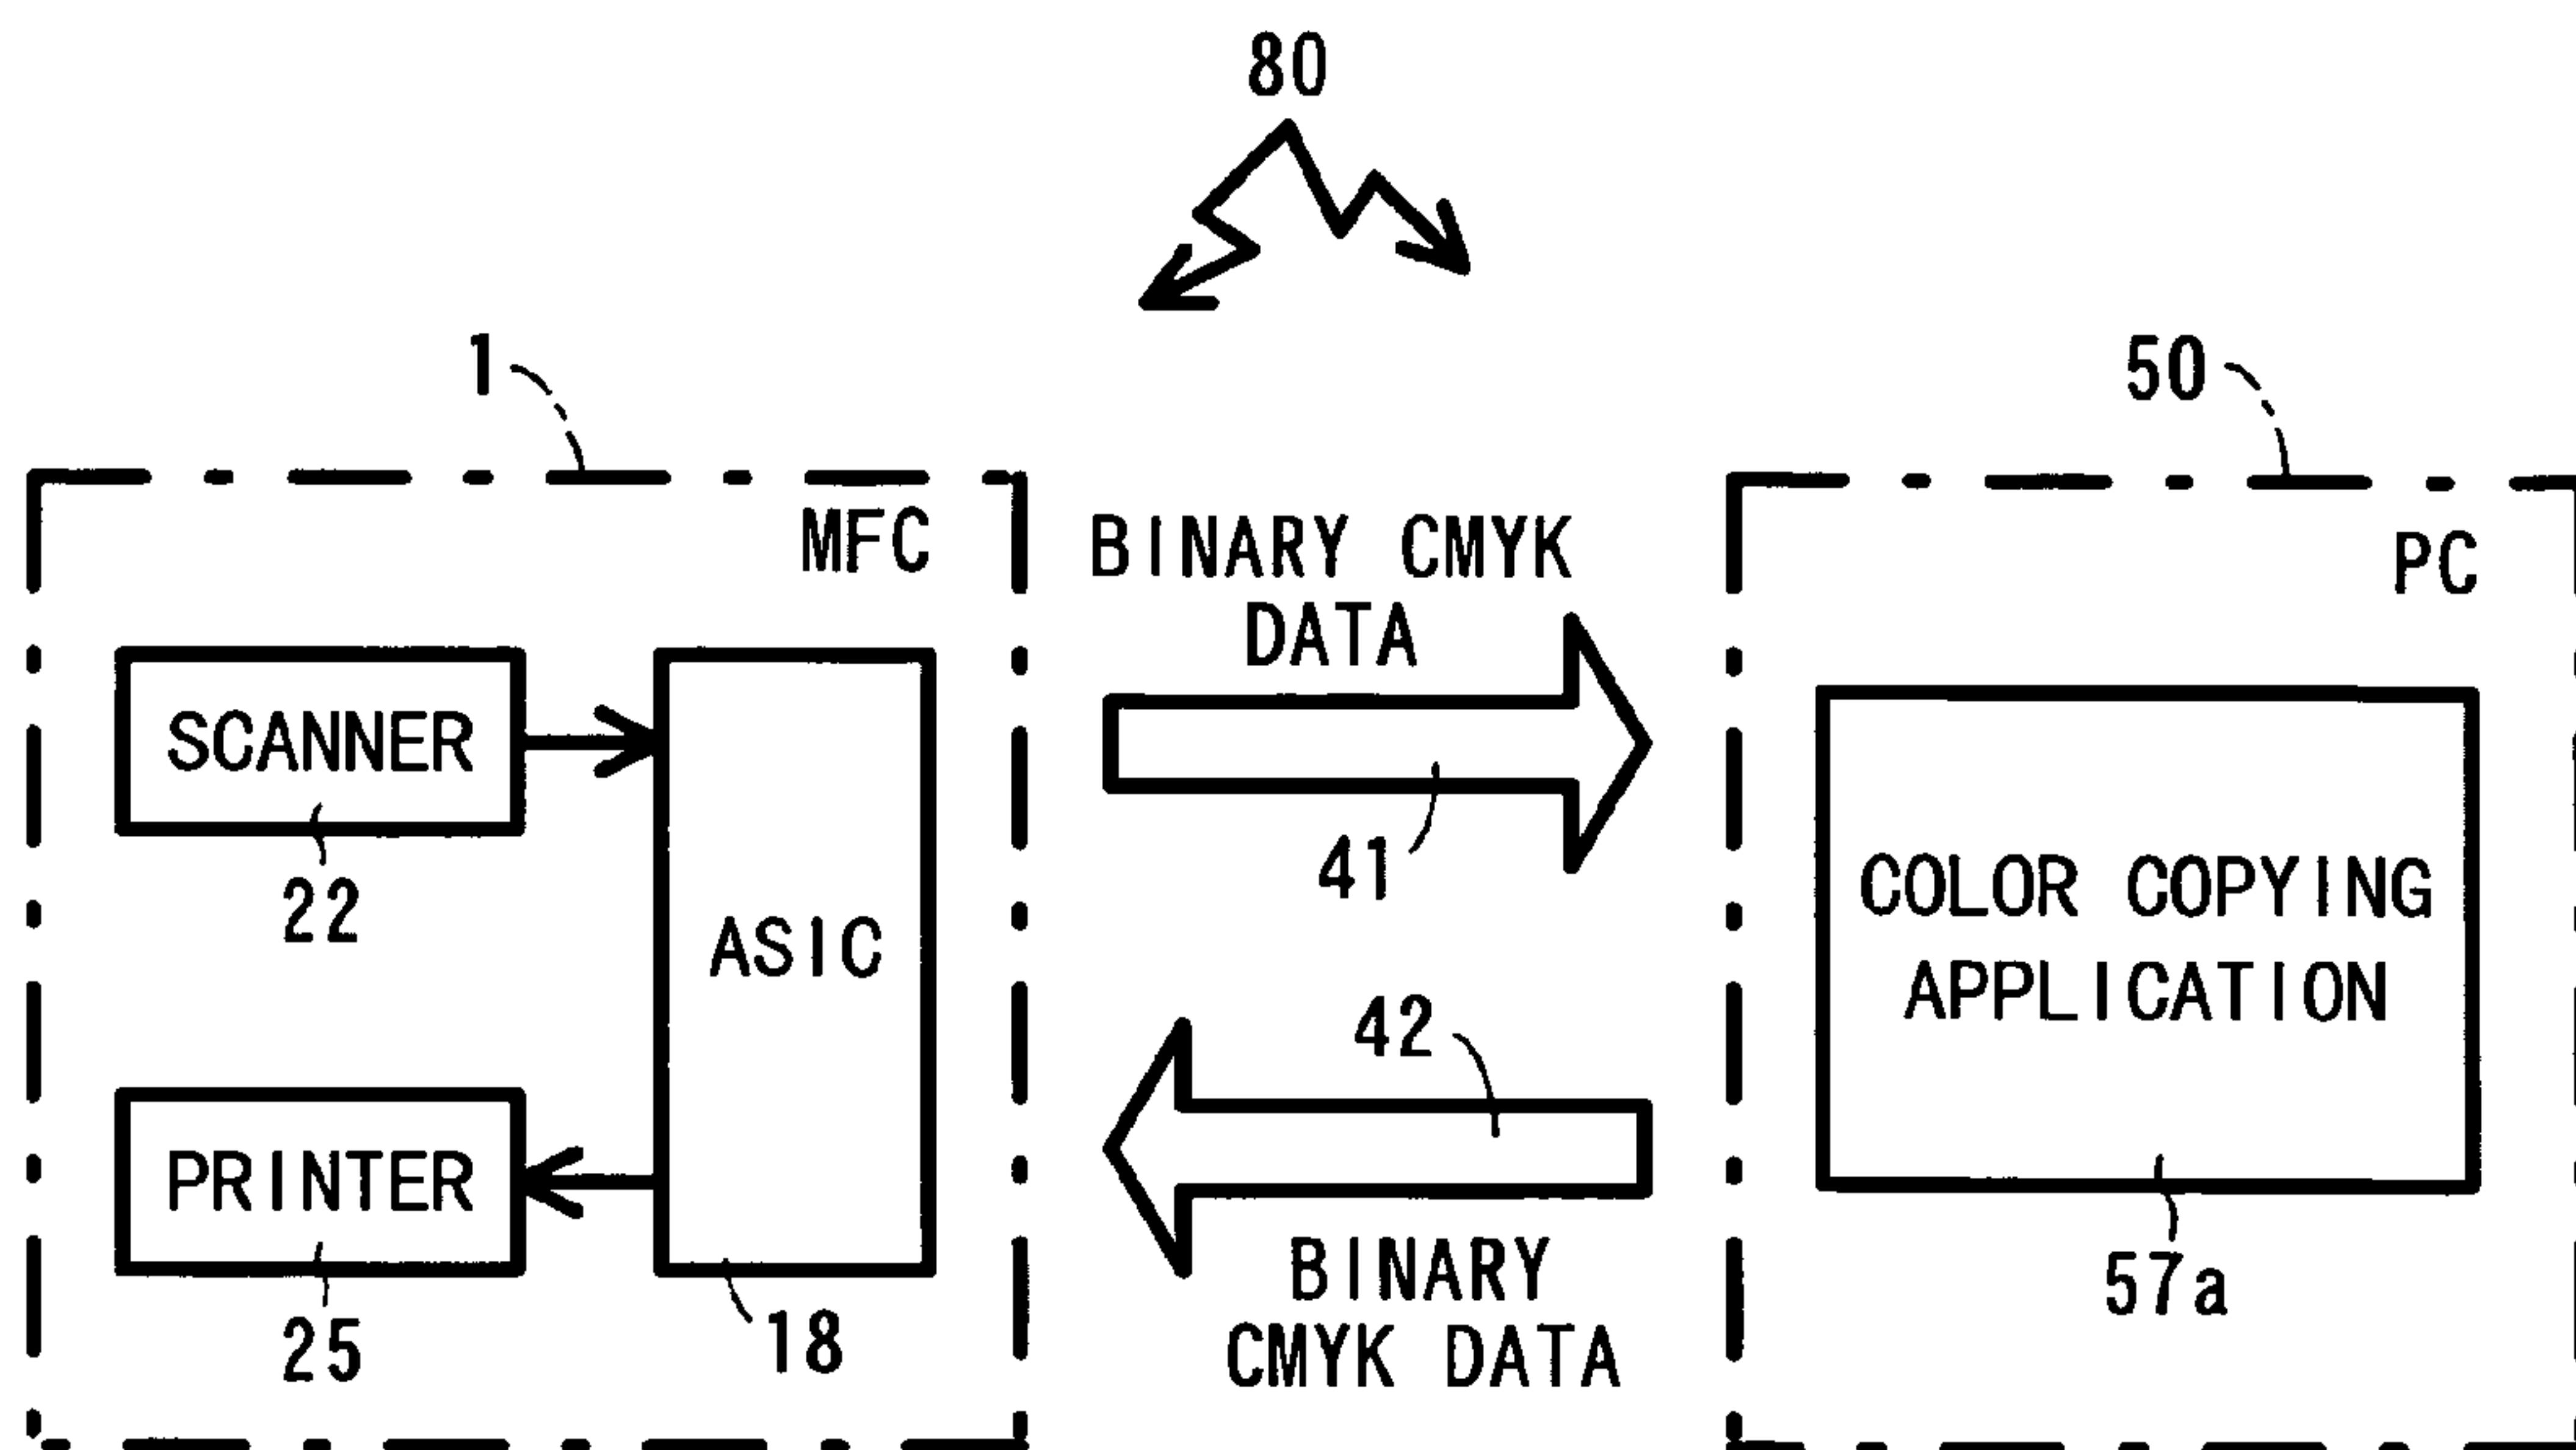 80
1
50
MFC
BINARY CMYK
DATA
PC
SCANNER
41
22
ASIC
COLOR COPYING
APPLICATION
42
PRINTER
BINARY
CMYK DATA
57a
25
18